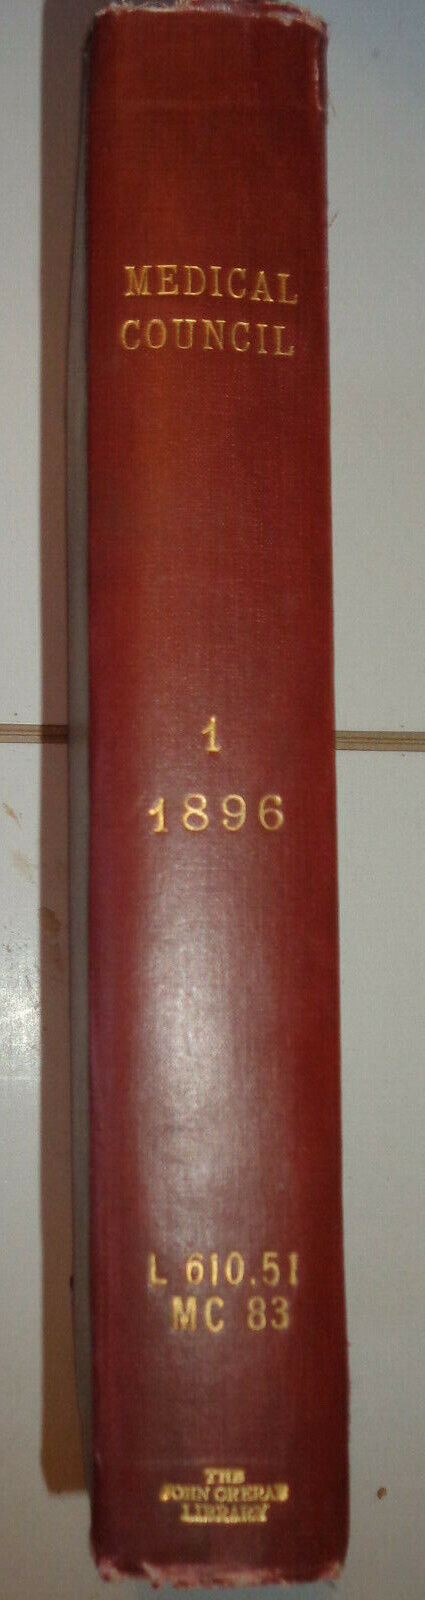 MEDICAL
COUNCIL
1
1896
L 610.51
MC 83
THE
JOHN CRERAR
LIBRARY